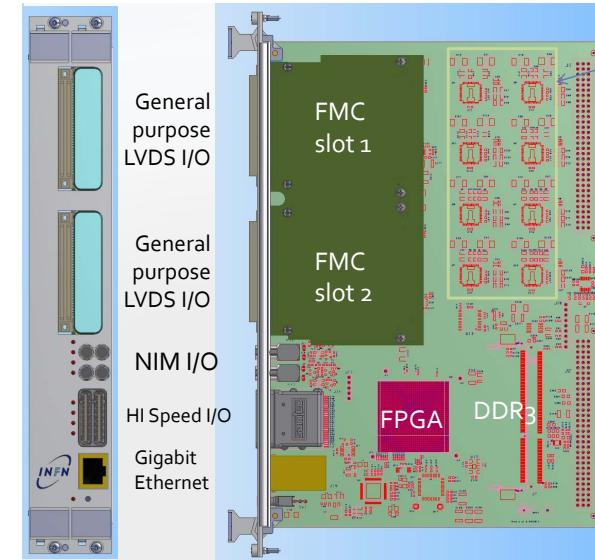 General
purpose
LVDS I/O
FMC
slot 1
General
purpose
LVDS I/O
FMC
slot 2
NIM I/O
HI Speed I/O
FPGA
DDR3
Gigabit
Ethernet
INFN